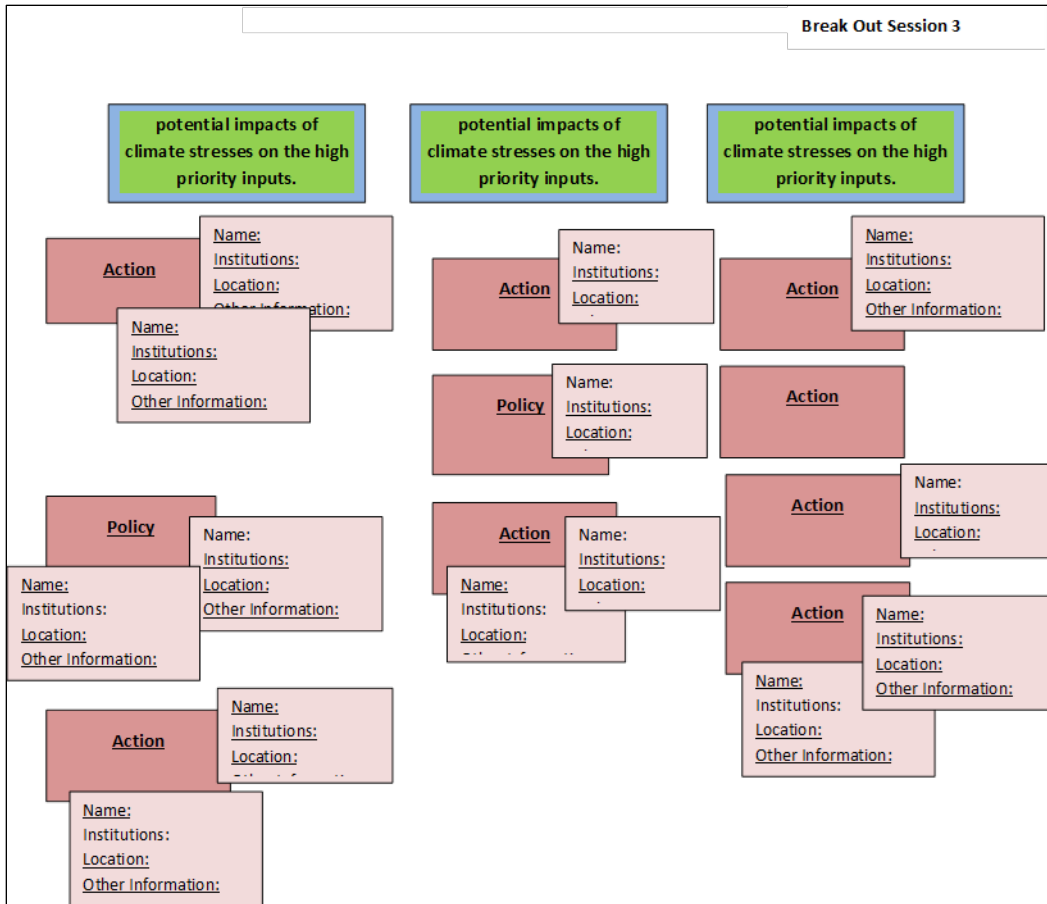 Break Out Session 3
potential impacts of
climate stresses on the high
priority inputs.
Action
Name:
Institutions:
Location:
Other Information:
Name:
Institutions:
Location:
Other Information:
Policy
Name:
Institutions:
Location:
Other Information:
Name:
Institutions:
Location:
Other Information:
Action
Name:
Institutions:
Location:
Other Information:
Name:
Institutions:
Location:
Other Information:
potential impacts of
climate stresses on the high
priority inputs.
Action
Name:
Institutions:
Location:
Policy
Name:
Institutions:
Location:
Action
Name:
Institutions:
Location:
Name:
Institutions:
Location:
potential impacts of
climate stresses on the high
priority inputs.
Action
Name:
Institutions:
Location:
Other Information:
Action
Action
Name:
Institutions:
Location:
Action
Name:
Institutions:
Location:
Other Information:
Name:
Institutions:
Location:
Other Information: